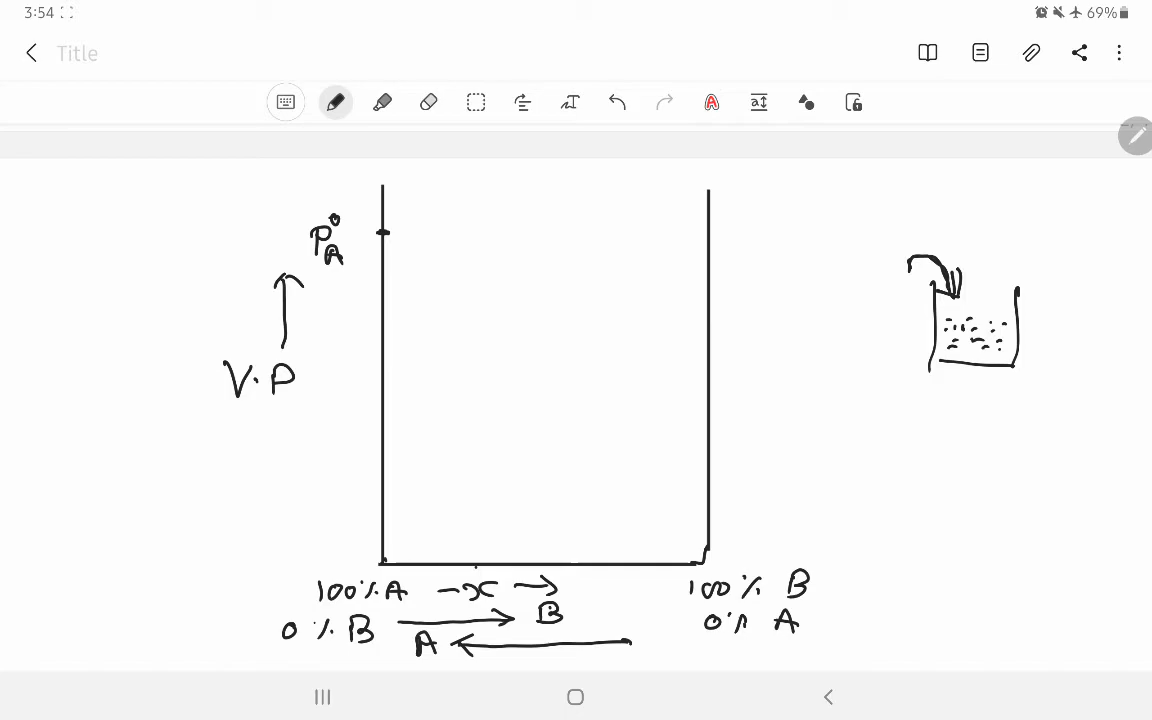 3:54 69%
Title
P°A
V.P
100% A -x→ 100% B
0% B → B 0% A
A ←